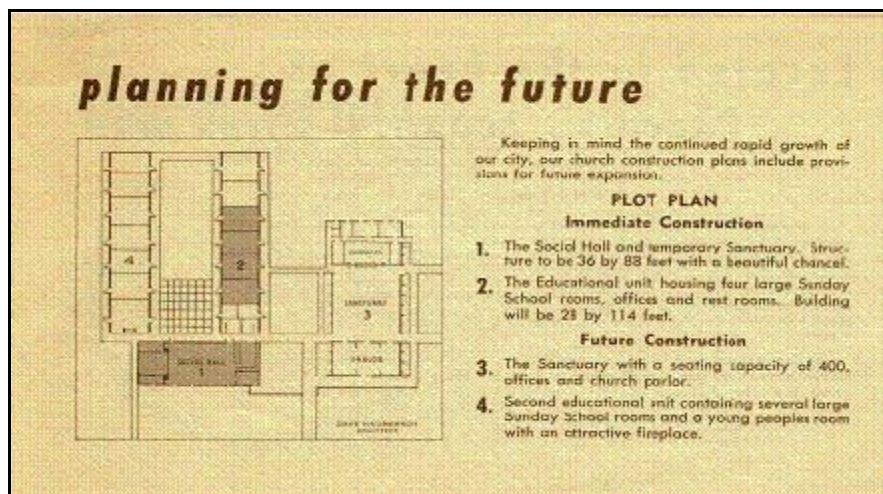 planning for the future
Keeping in mind the continued rapid growth of
our city, our church construction plans include provi-
sions for future expansion.
PLOT PLAN
Immediate Construction
1. The Social Hall and temporary Sanctuary. Struc-
ture to be 36 by 88 feet with a beautiful chancel.
2. The Educational unit housing four large Sunday
School rooms, offices and rest rooms. Building
will be 28 by 114 feet.
Future Construction
3. The Sanctuary with a seating capacity of 400,
offices and church parlor.
4. Second educational unit containing several large
Sunday School rooms and a young peoples room
with an attractive fireplace.
4
2
SANCTUARY
3
PARLOR
SOCIAL HALL
1
ARCHITECT